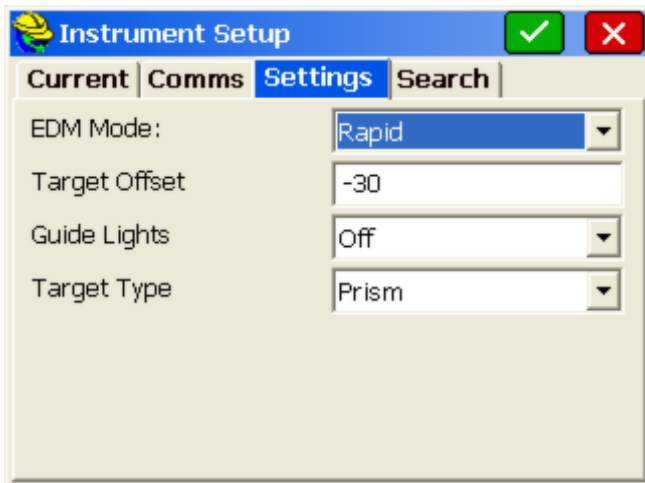 Instrument Setup
Current Comms Settings Search
EDM Mode: Rapid
Target Offset -30
Guide Lights Off
Target Type Prism